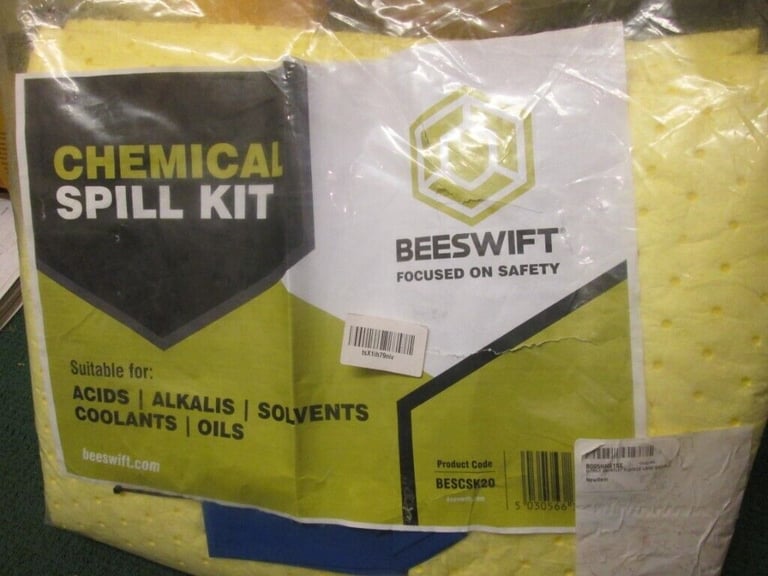 CHEMICAL
SPILL KIT
BEESWIFT
FOCUSED ON SAFETY
Suitable for:
ACIDS | ALKALIS | SOLVENTS
COOLANTS | OILS
beeswift.com
Product Code
BESCSK20
5 030566